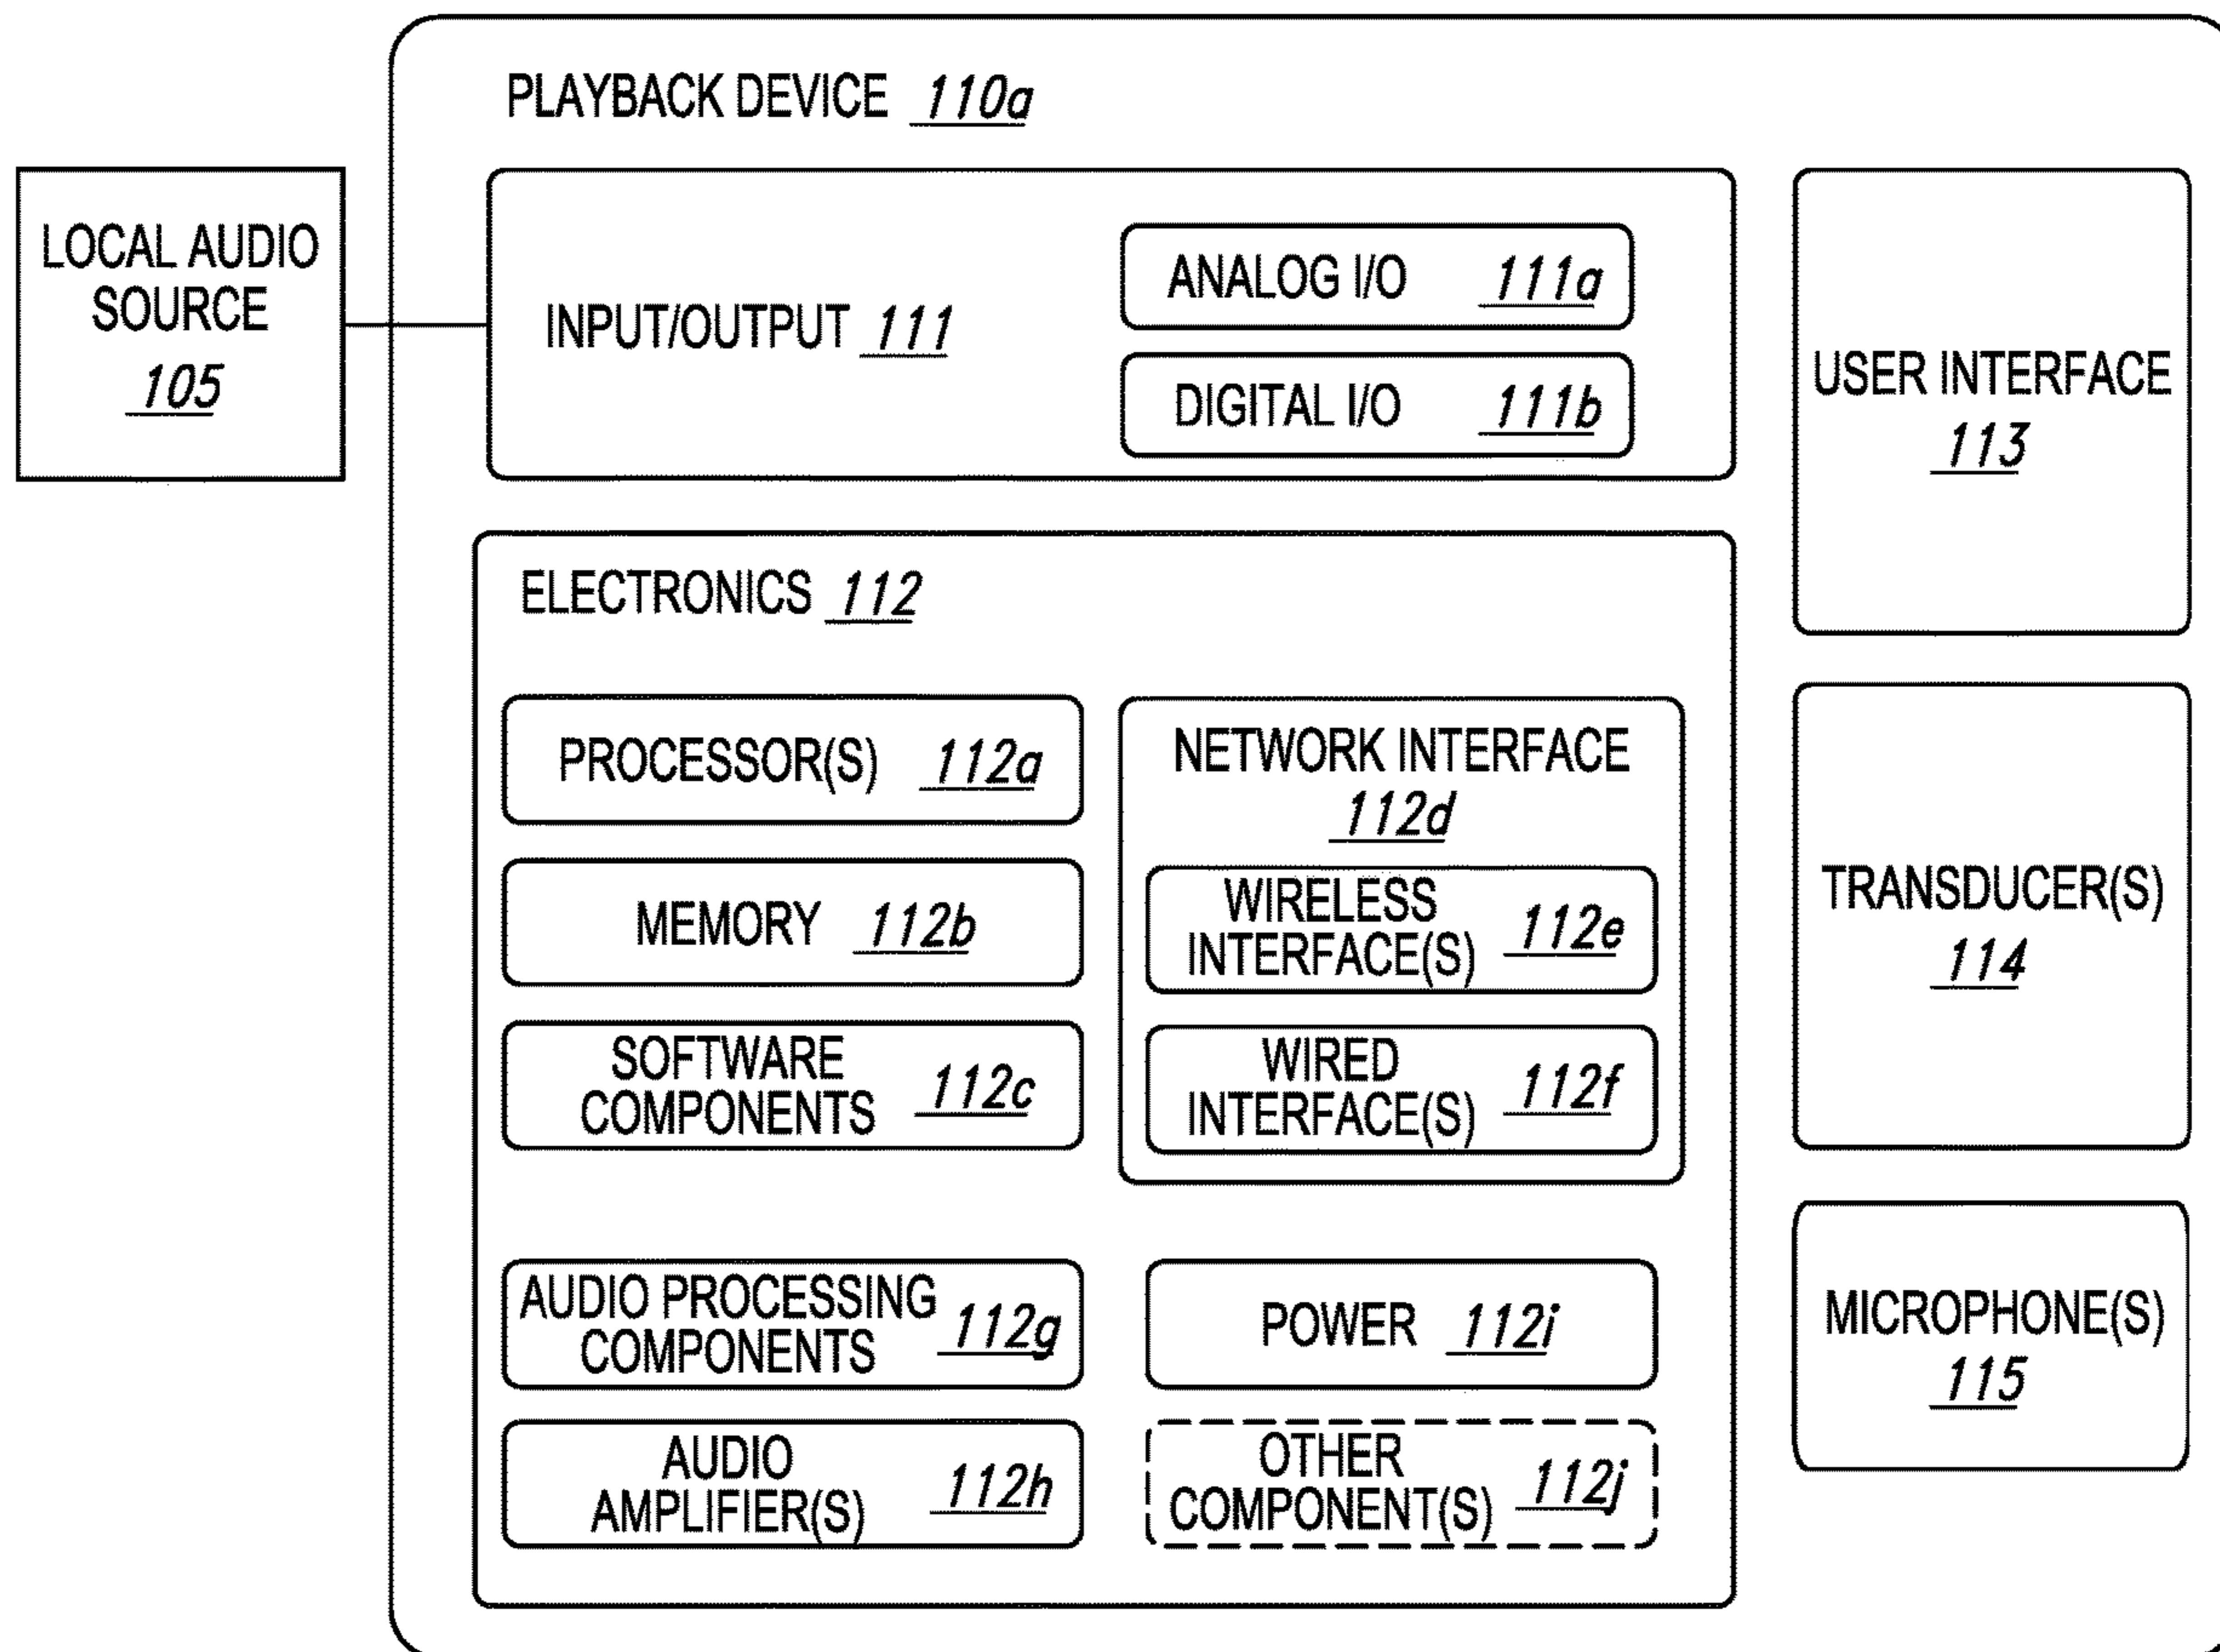 PLAYBACK DEVICE 110a
LOCAL AUDIO
SOURCE
105
INPUT/OUTPUT 111
ANALOG I/O 111a
DIGITAL I/O 111b
USER INTERFACE
113
ELECTRONICS 112
PROCESSOR(S) 112a
MEMORY 112b
SOFTWARE
COMPONENTS 112c
NETWORK INTERFACE
112d
WIRELESS
INTERFACE(S) 112e
WIRED
INTERFACE(S) 112f
AUDIO PROCESSING
COMPONENTS 112g
AUDIO
AMPLIFIER(S) 112h
POWER 112i
OTHER
COMPONENT(S) 112j
TRANSDUCER(S)
114
MICROPHONE(S)
115